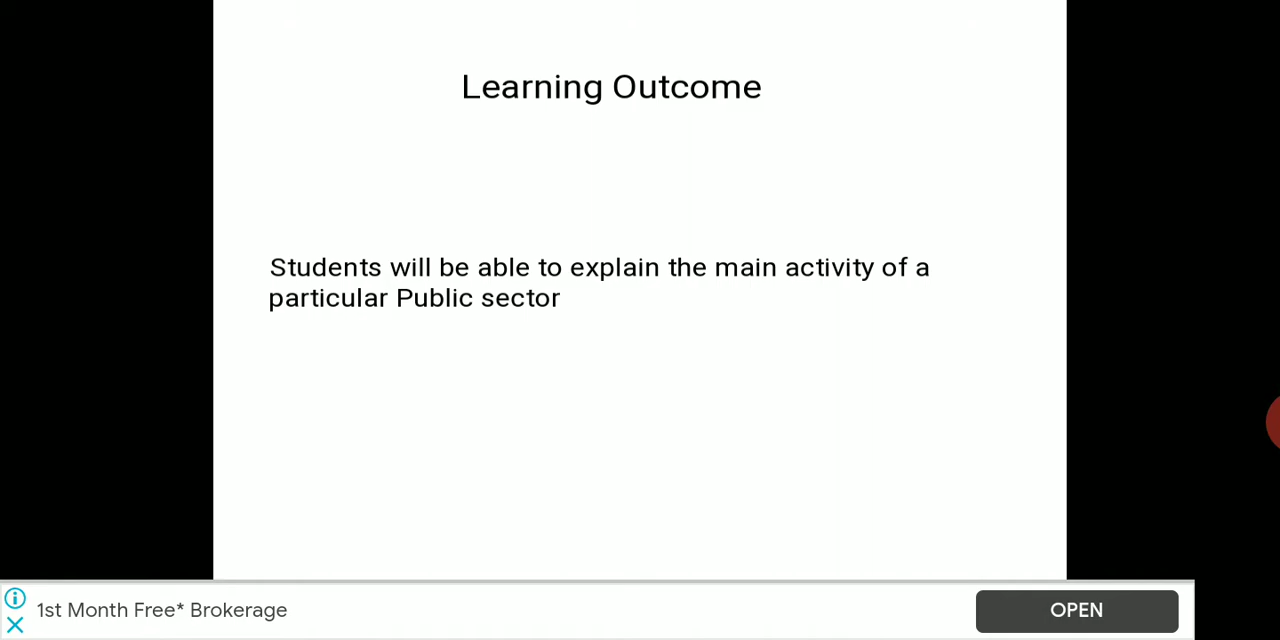 Learning Outcome
Students will be able to explain the main activity of a
particular Public sector
1st Month Free* Brokerage
OPEN